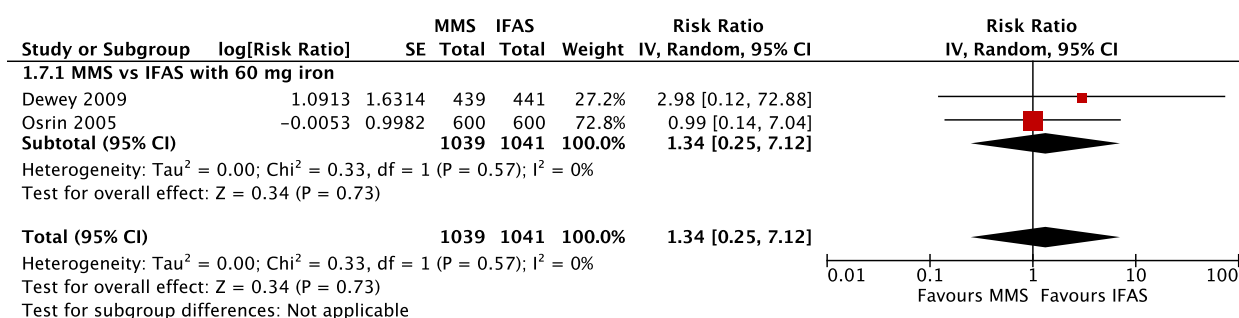 MMS IFAS Risk Ratio Risk Ratio
Study or Subgroup log[Risk Ratio] SE Total Total Weight IV, Random, 95% CI IV, Random, 95% CI
1.7.1 MMS vs IFAS with 60 mg iron
Dewey 2009 1.0913 1.6314 439 441 27.2% 2.98 [0.12, 72.88]
Osrin 2005 −0.0053 0.9982 600 600 72.8% 0.99 [0.14, 7.04]
Subtotal (95% CI) 1039 1041 100.0% 1.34 [0.25, 7.12]
Heterogeneity: Tau² = 0.00; Chi² = 0.33, df = 1 (P = 0.57); I² = 0%
Test for overall effect: Z = 0.34 (P = 0.73)
Total (95% CI) 1039 1041 100.0% 1.34 [0.25, 7.12]
Heterogeneity: Tau² = 0.00; Chi² = 0.33, df = 1 (P = 0.57); I² = 0%
Test for overall effect: Z = 0.34 (P = 0.73)
Test for subgroup differences: Not applicable
0.01 0.1 1 10 100
Favours MMS Favours IFAS